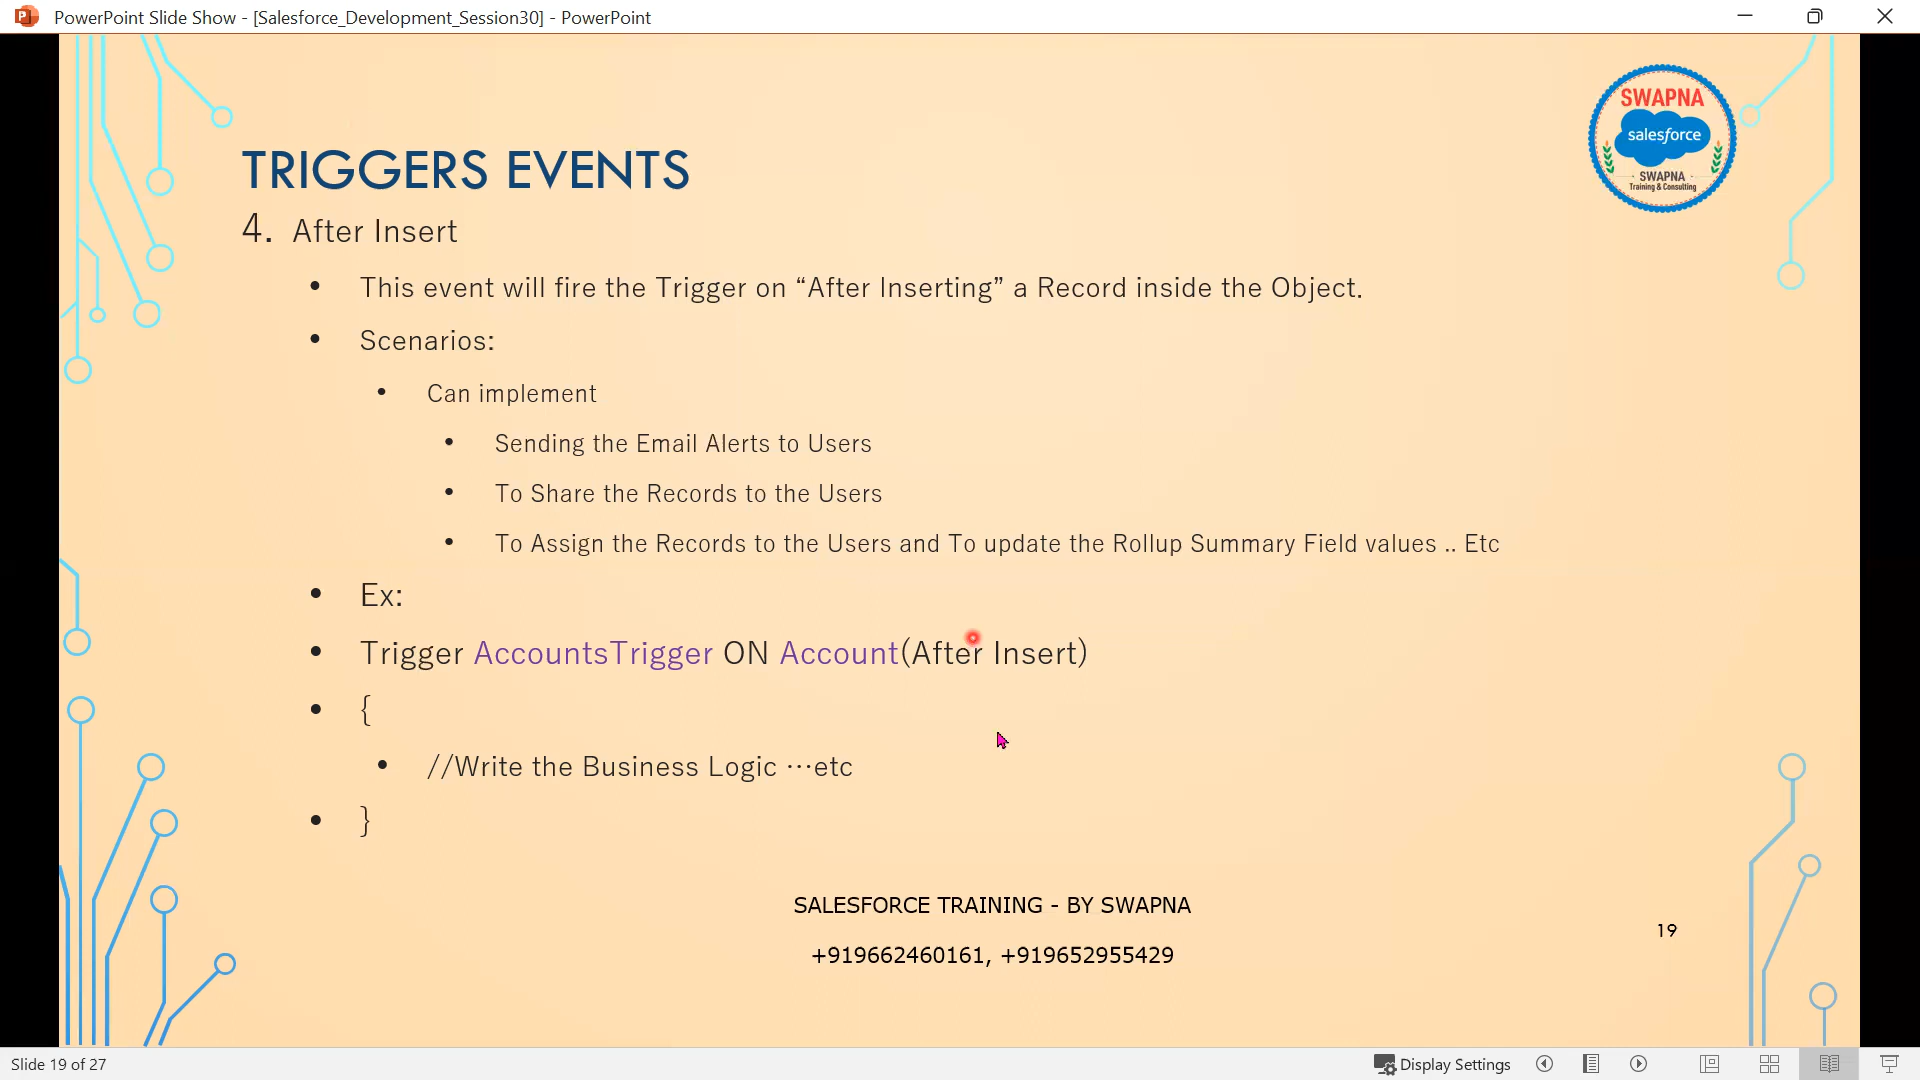 PowerPoint Slide Show - [Salesforce_Development_Session30] - PowerPoint
SWAPNA
salesforce
- SWAPNA -
Training & Consulting
TRIGGERS EVENTS
4. After Insert
• This event will fire the Trigger on “After Inserting” a Record inside the Object.
• Scenarios:
• Can implement
• Sending the Email Alerts to Users
• To Share the Records to the Users
• To Assign the Records to the Users and To update the Rollup Summary Field values .. Etc
• Ex:
• Trigger AccountsTrigger ON Account(After Insert)
• {
• //Write the Business Logic ···etc
• }
SALESFORCE TRAINING - BY SWAPNA
+919662460161, +919652955429
19
Slide 19 of 27
Display Settings